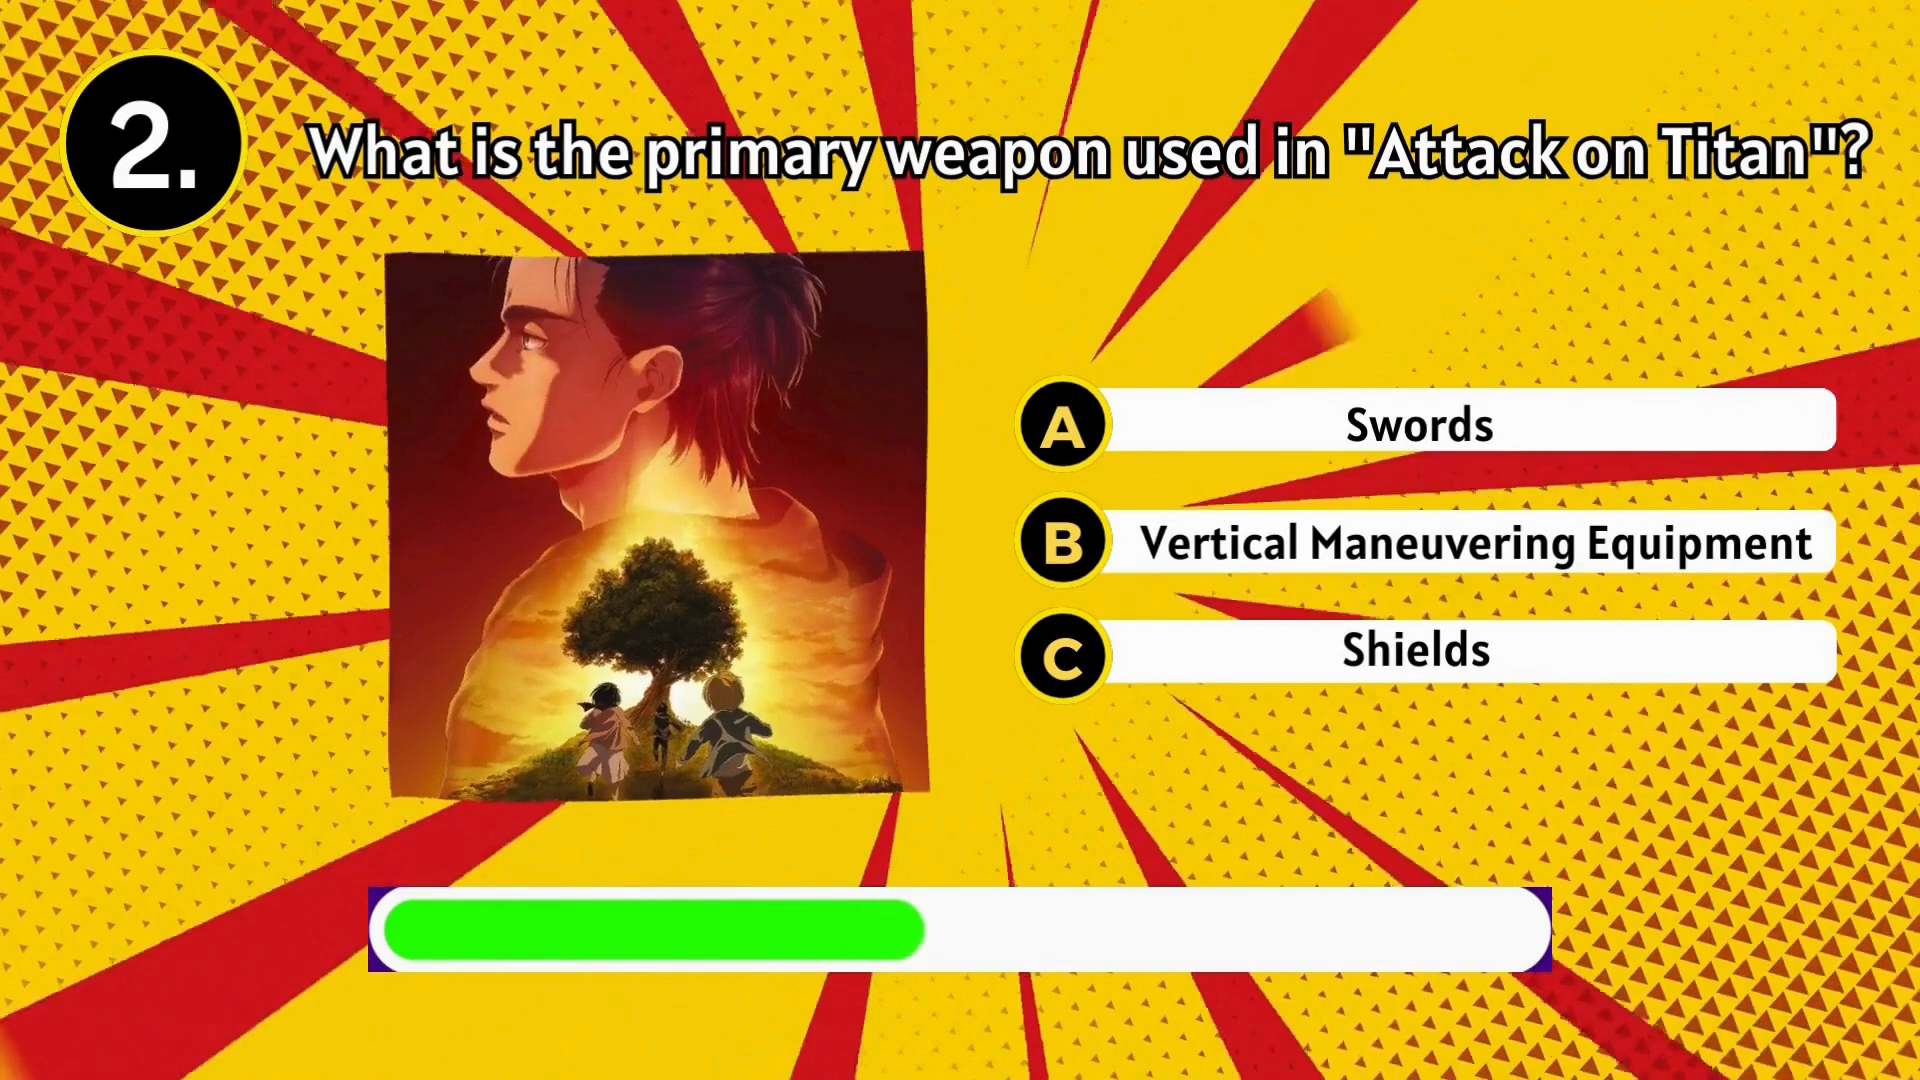 2.
What is the primary weapon used in "Attack on Titan"?
A Swords
B Vertical Maneuvering Equipment
C Shields